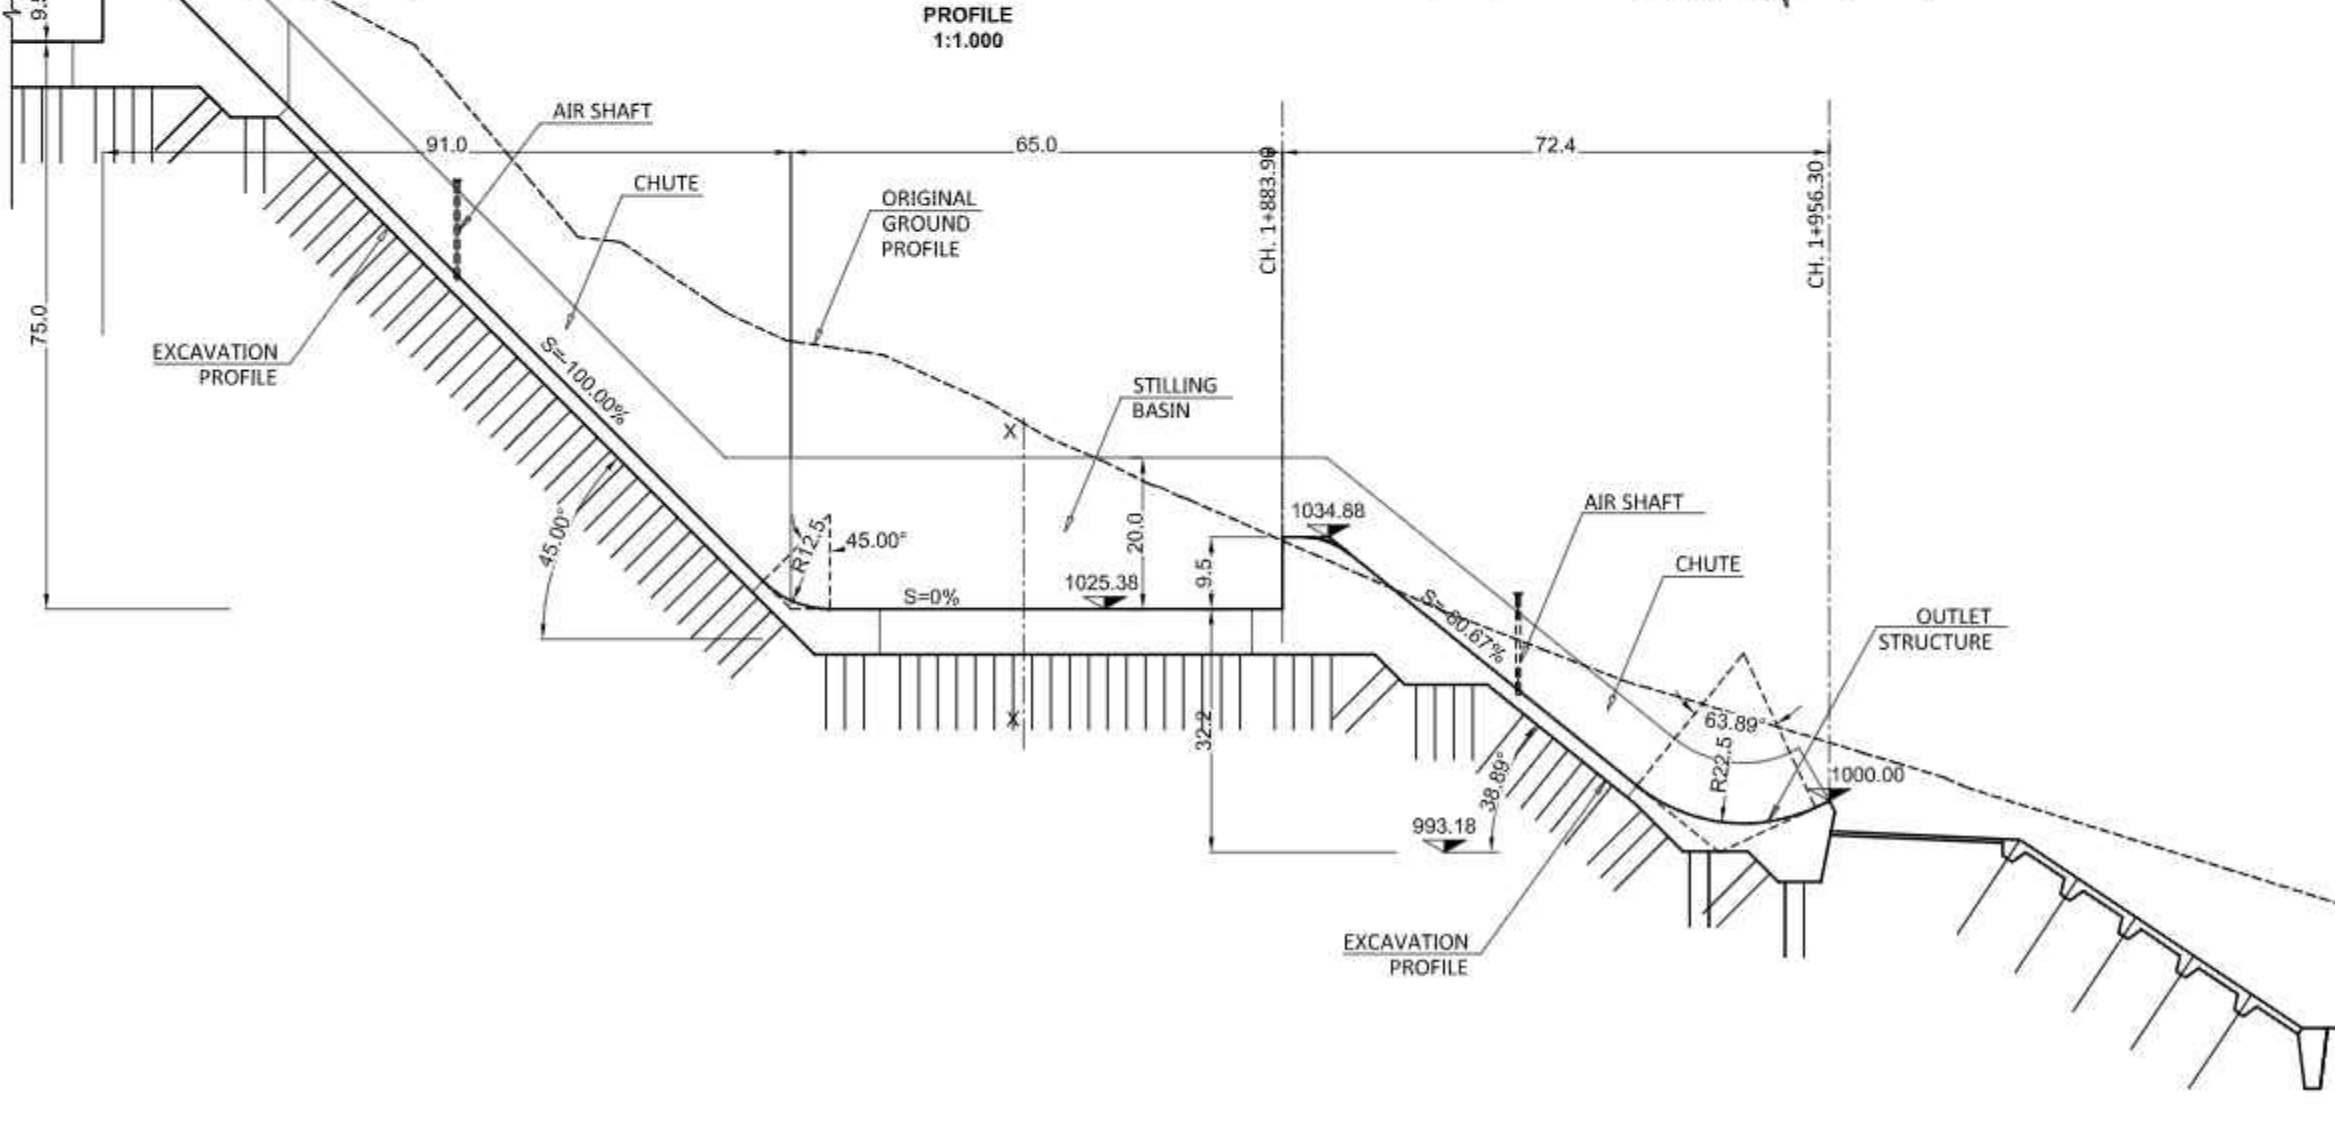 PROFILE
1:1.000
9.5
AIR SHAFT
91.0
65.0
72.4
CH. 1+883.90
CH. 1+956.30
CHUTE
ORIGINAL
GROUND
PROFILE
75.0
EXCAVATION
PROFILE
S=-100.00%
STILLING
BASIN
X
45.00°
R12.5
45.00°
20.0
1034.88
AIR SHAFT
9.5
1025.38
S=0%
CHUTE
S=-80.67%
OUTLET
STRUCTURE
X
32.2
63.89°
R22.5
38.89°
1000.00
993.18
EXCAVATION
PROFILE